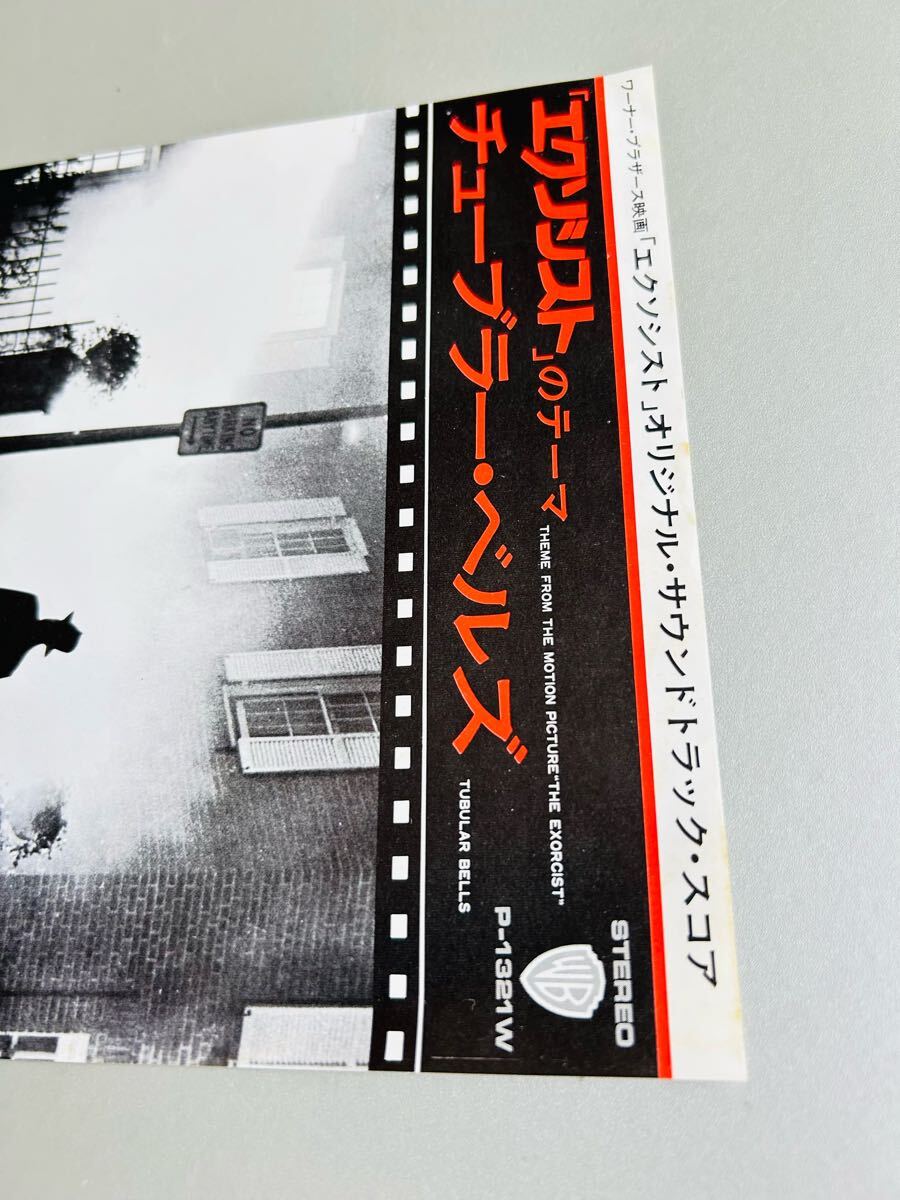 ワーナー・ブラザース映画「エクソシスト」オリジナル・サウンドトラック・スコア
「エクソシスト」のテーマ
THEME FROM THE MOTION PICTURE "THE EXORCIST"
チューブラー・ベルズ
TUBULAR BELLS
STEREO
WB
P-1321W
NO
PARKING